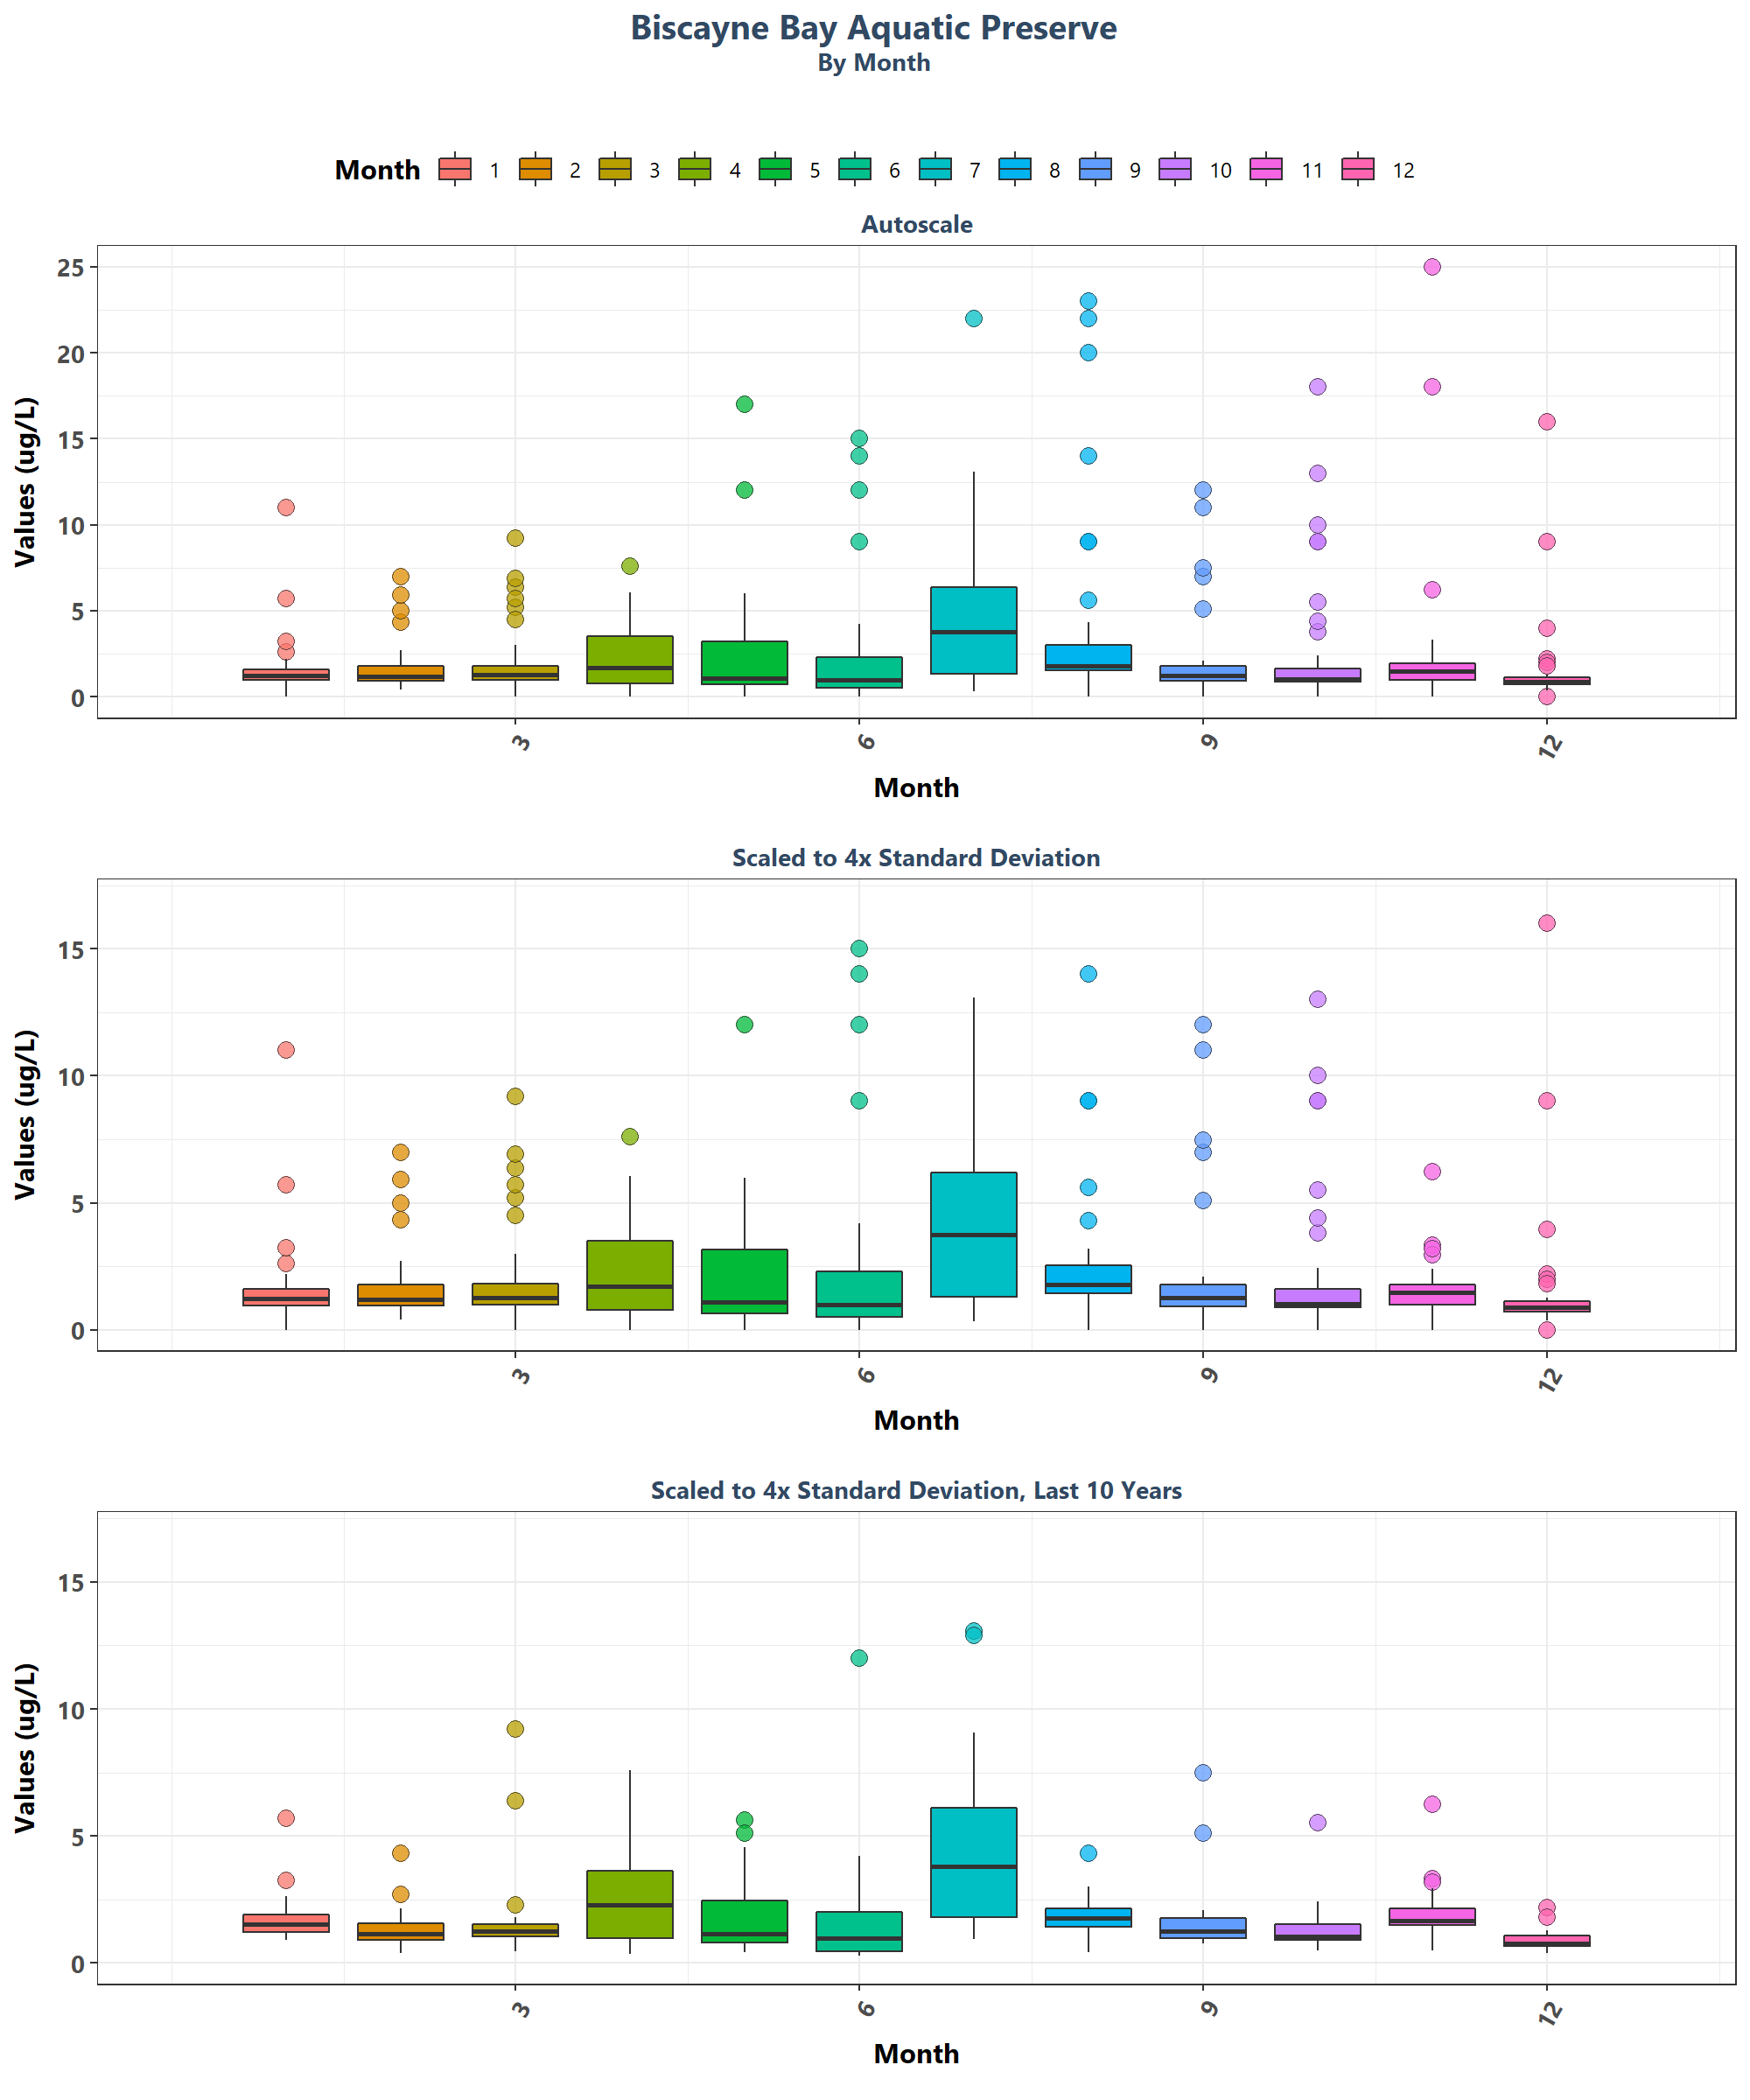 Biscayne Bay Aquatic Preserve
By Month
Month 1 2 3 4 5 6 7 8 9 10 11 12
Autoscale
Values (ug/L)
25
20
15
10
5
0
3 6 9 12
Month
Scaled to 4x Standard Deviation
Values (ug/L)
15
10
5
0
3 6 9 12
Month
Scaled to 4x Standard Deviation, Last 10 Years
Values (ug/L)
15
10
5
0
3 6 9 12
Month